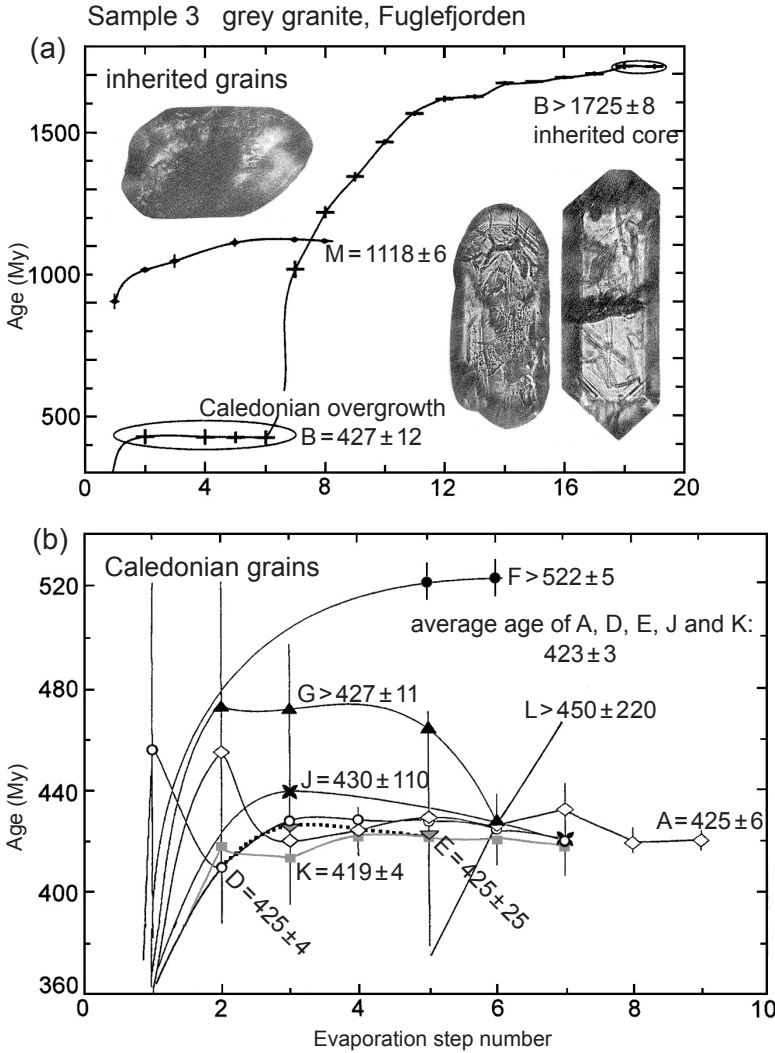 Sample 3 grey granite, Fuglefjorden
(a)
inherited grains
B > 1725 ± 8
inherited core
M = 1118 ± 6
Caledonian overgrowth
B = 427 ± 12
Age (My)
1500
1000
500
0 4 8 12 16 20
(b)
Caledonian grains
F > 522 ± 5
average age of A, D, E, J and K:
423 ± 3
G > 427 ± 11
L > 450 ± 220
J = 430 ± 110
A = 425 ± 6
K = 419 ± 4
E = 425 ± 25
D = 425 ± 4
Age (My)
520
480
440
400
360
0 2 4 6 8 10
Evaporation step number